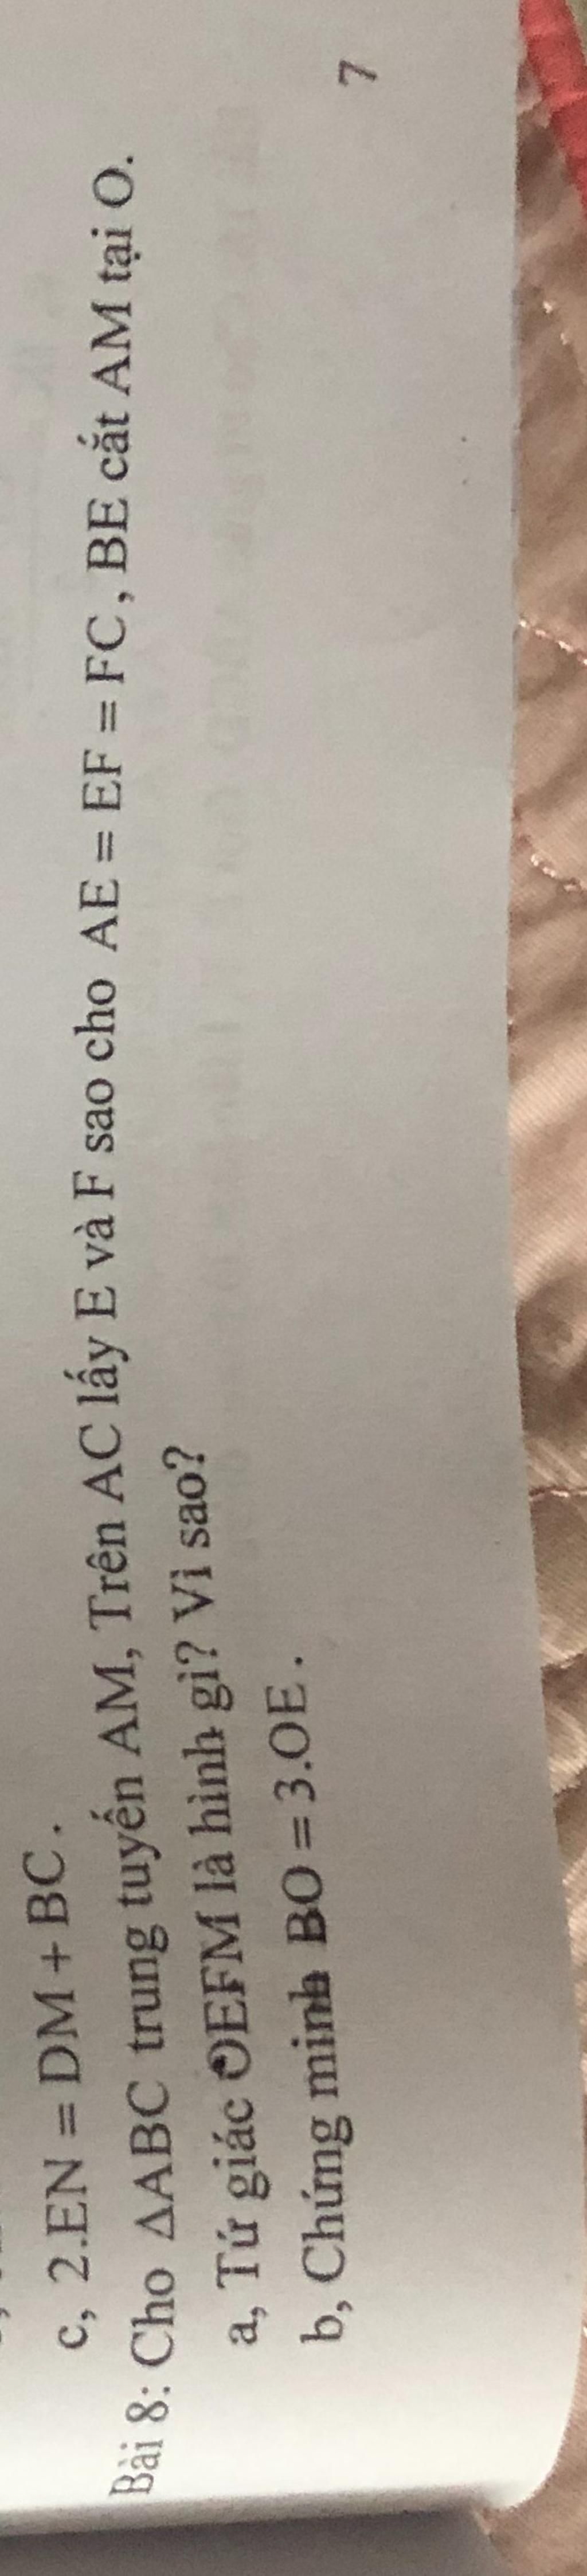 c, 2.EN = DM + BC.
Bài 8: Cho ΔABC trung tuyến AM, Trên AC lấy E và F sao cho AE = EF = FC, BE cắt AM tại O.
a, Tứ giác OEFM là hình gì? Vì sao?
b, Chứng minh BO = 3.OE.
7